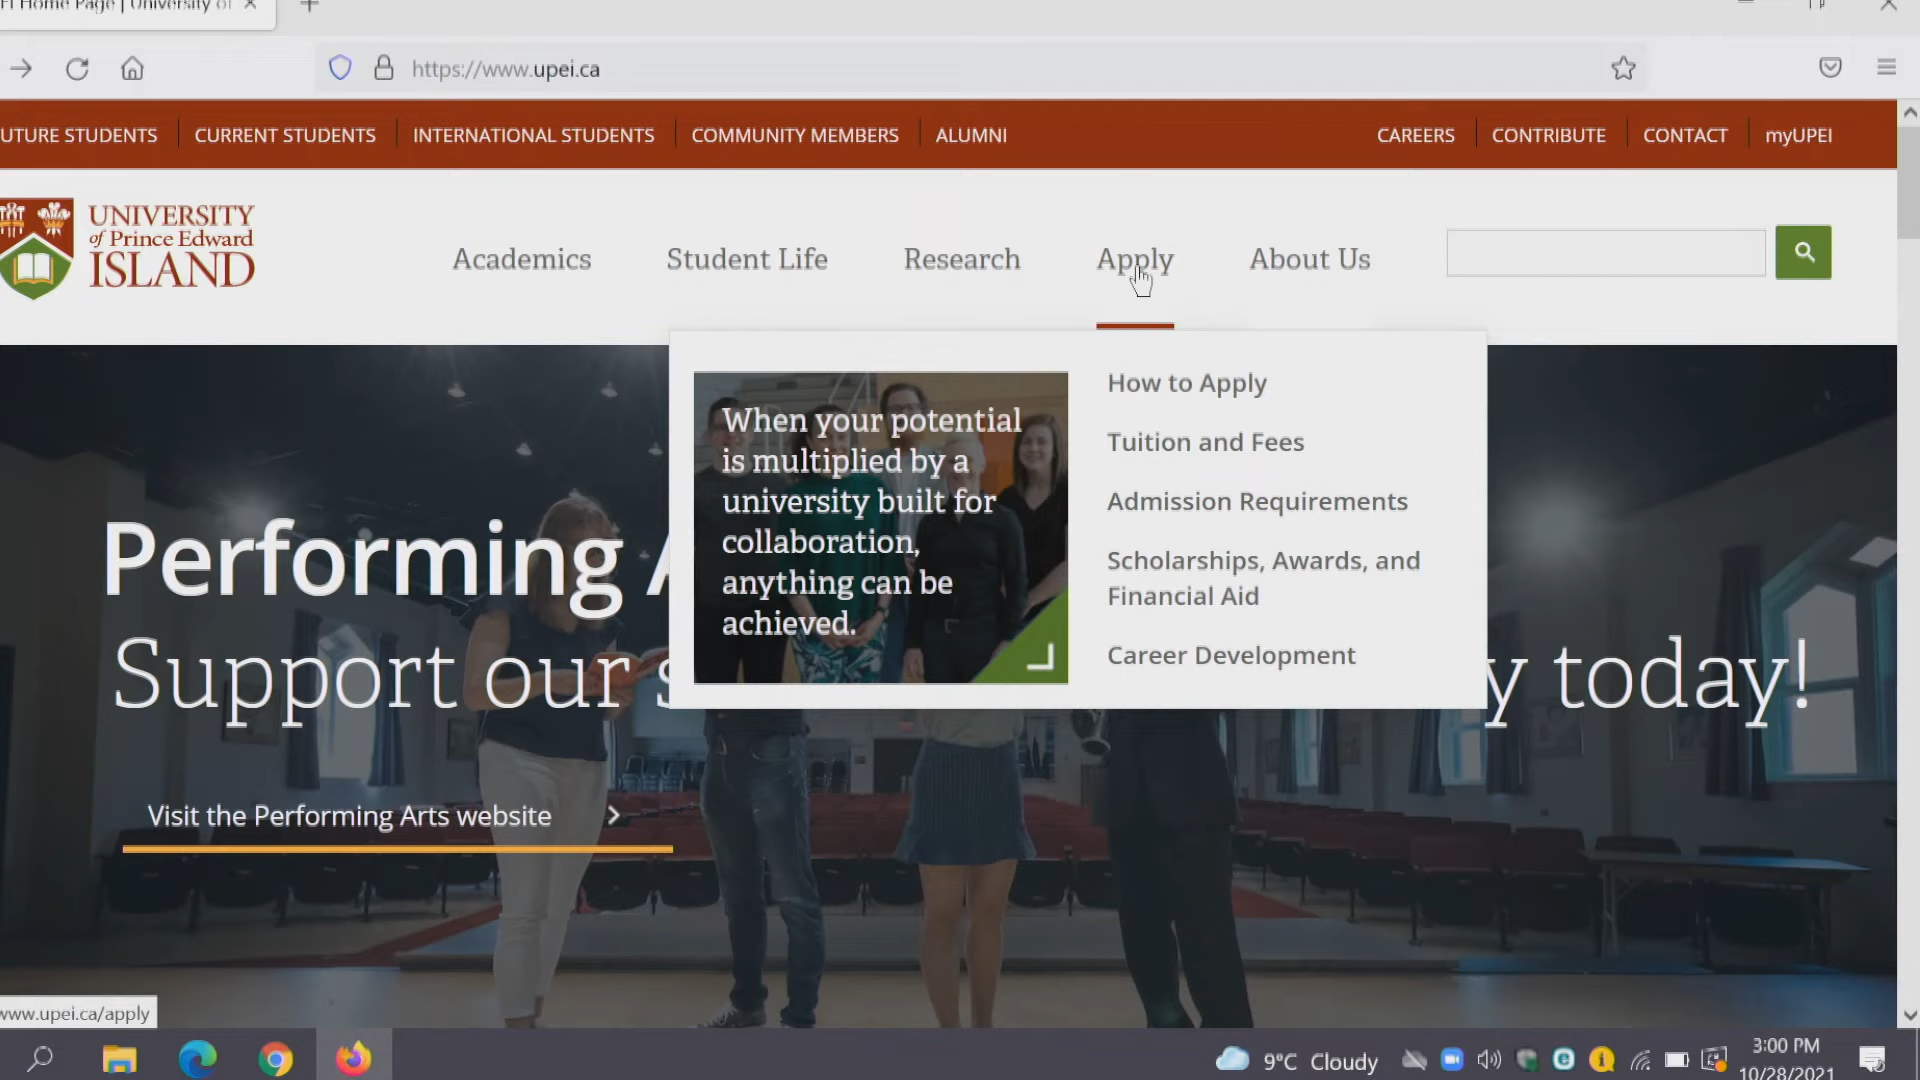 Home Page | University of
https://www.upei.ca
UTURE STUDENTS CURRENT STUDENTS INTERNATIONAL STUDENTS COMMUNITY MEMBERS ALUMNI CAREERS CONTRIBUTE CONTACT myUPEI
UNIVERSITY
of Prince Edward
ISLAND
Academics Student Life Research Apply About Us
When your potential
is multiplied by a
university built for
collaboration,
anything can be
achieved.
How to Apply
Tuition and Fees
Admission Requirements
Scholarships, Awards, and
Financial Aid
Career Development
Performing A
Support our s y today!
Visit the Performing Arts website
www.upei.ca/apply
9°C Cloudy
3:00 PM
10/28/2021